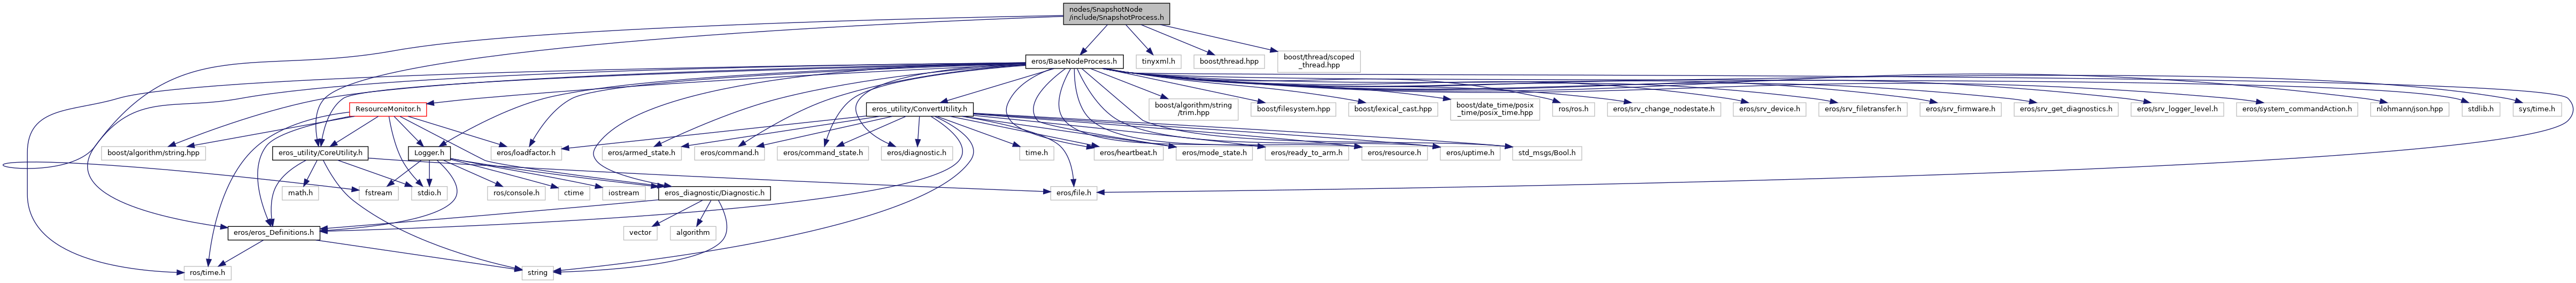 nodes/SnapshotNode
/include/SnapshotProcess.h
eros/BaseNodeProcess.h
tinyxml.h
boost/thread.hpp
boost/thread/scoped
_thread.hpp
ResourceMonitor.h
eros_utility/ConvertUtility.h
boost/algorithm/string
/trim.hpp
boost/filesystem.hpp
boost/lexical_cast.hpp
boost/date_time/posix
_time/posix_time.hpp
ros/ros.h
eros/srv_change_nodestate.h
eros/srv_device.h
eros/srv_filetransfer.h
eros/srv_firmware.h
eros/srv_get_diagnostics.h
eros/srv_logger_level.h
eros/system_commandAction.h
nlohmann/json.hpp
stdlib.h
sys/time.h
boost/algorithm/string.hpp
eros_utility/CoreUtility.h
Logger.h
eros/loadfactor.h
eros/armed_state.h
eros/command.h
eros/command_state.h
eros/diagnostic.h
time.h
eros/heartbeat.h
eros/mode_state.h
eros/ready_to_arm.h
eros/resource.h
eros/uptime.h
std_msgs/Bool.h
math.h
fstream
stdio.h
ros/console.h
ctime
iostream
eros_diagnostic/Diagnostic.h
eros/file.h
eros/eros_Definitions.h
vector
algorithm
ros/time.h
string